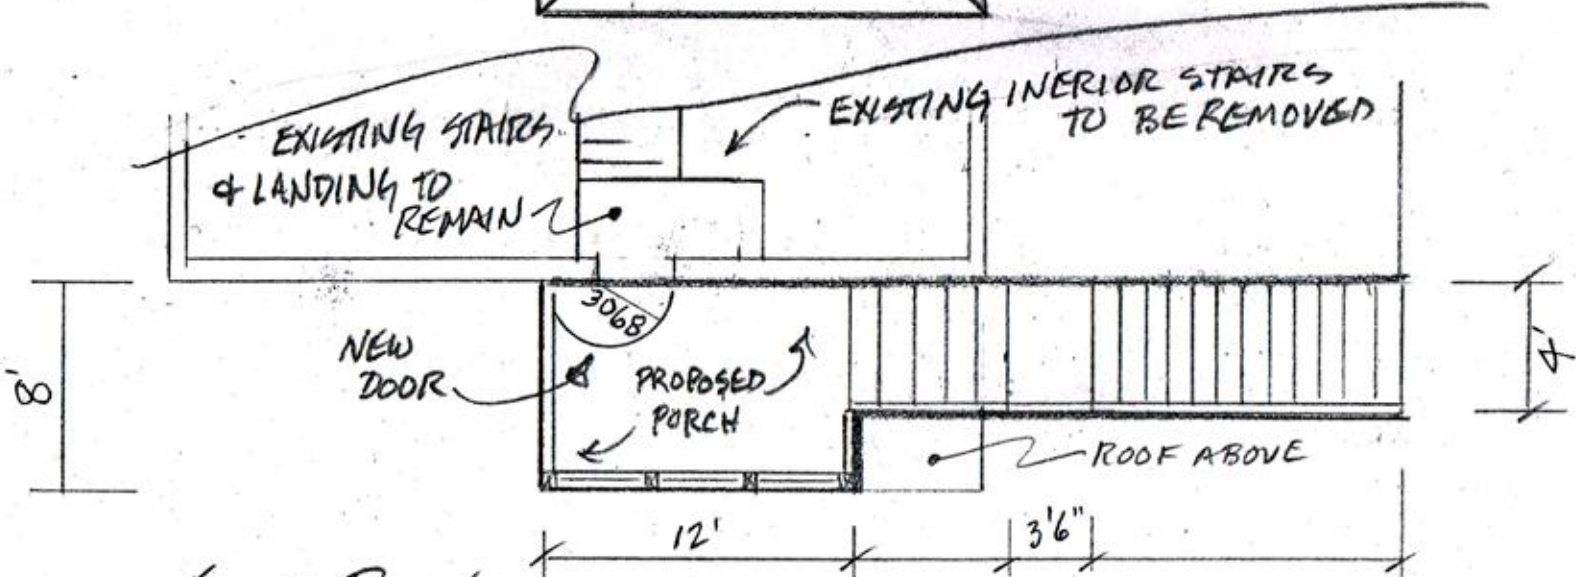 EXISTING STAIRS
& LANDING TO
REMAIN
EXISTING INERIOR STAIRS
TO BE REMOVED
3068
NEW
DOOR
PROPOSED
PORCH
8'
4'
ROOF ABOVE
12'
3'6"